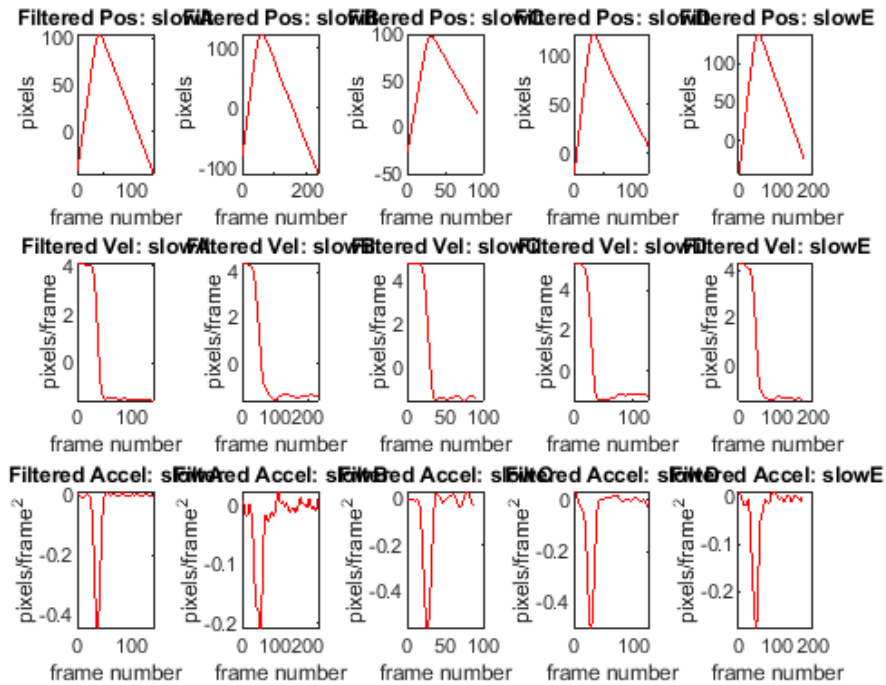 Filtered Pos: slowA Filtered Pos: slowB Filtered Pos: slowC Filtered Pos: slowD Filtered Pos: slowE
100 50 0
pixels
0 100
frame number
100 0 -100
pixels
0 200
frame number
100 50 0 -50
pixels
0 50 100
frame number
100 50 0
pixels
0 100
frame number
100 50 0
pixels
0 100 200
frame number
Filtered Vel: slowA Filtered Vel: slowB Filtered Vel: slowC Filtered Vel: slowD Filtered Vel: slowE
4 2 0
pixels/frame
0 100
frame number
4 2 0
pixels/frame
0 100 200
frame number
4 2 0
pixels/frame
0 50 100
frame number
4 2 0
pixels/frame
0 100
frame number
4 2 0
pixels/frame
0 100 200
frame number
Filtered Accel: slowA Filtered Accel: slowB Filtered Accel: slowC Filtered Accel: slowD Filtered Accel: slowE
0 -0.2 -0.4
pixels/frame²
0 100
frame number
0 -0.1 -0.2
pixels/frame²
0 100 200
frame number
0 -0.2 -0.4
pixels/frame²
0 50 100
frame number
0 -0.2 -0.4
pixels/frame²
0 100
frame number
0 -0.1 -0.2
pixels/frame²
0 100 200
frame number